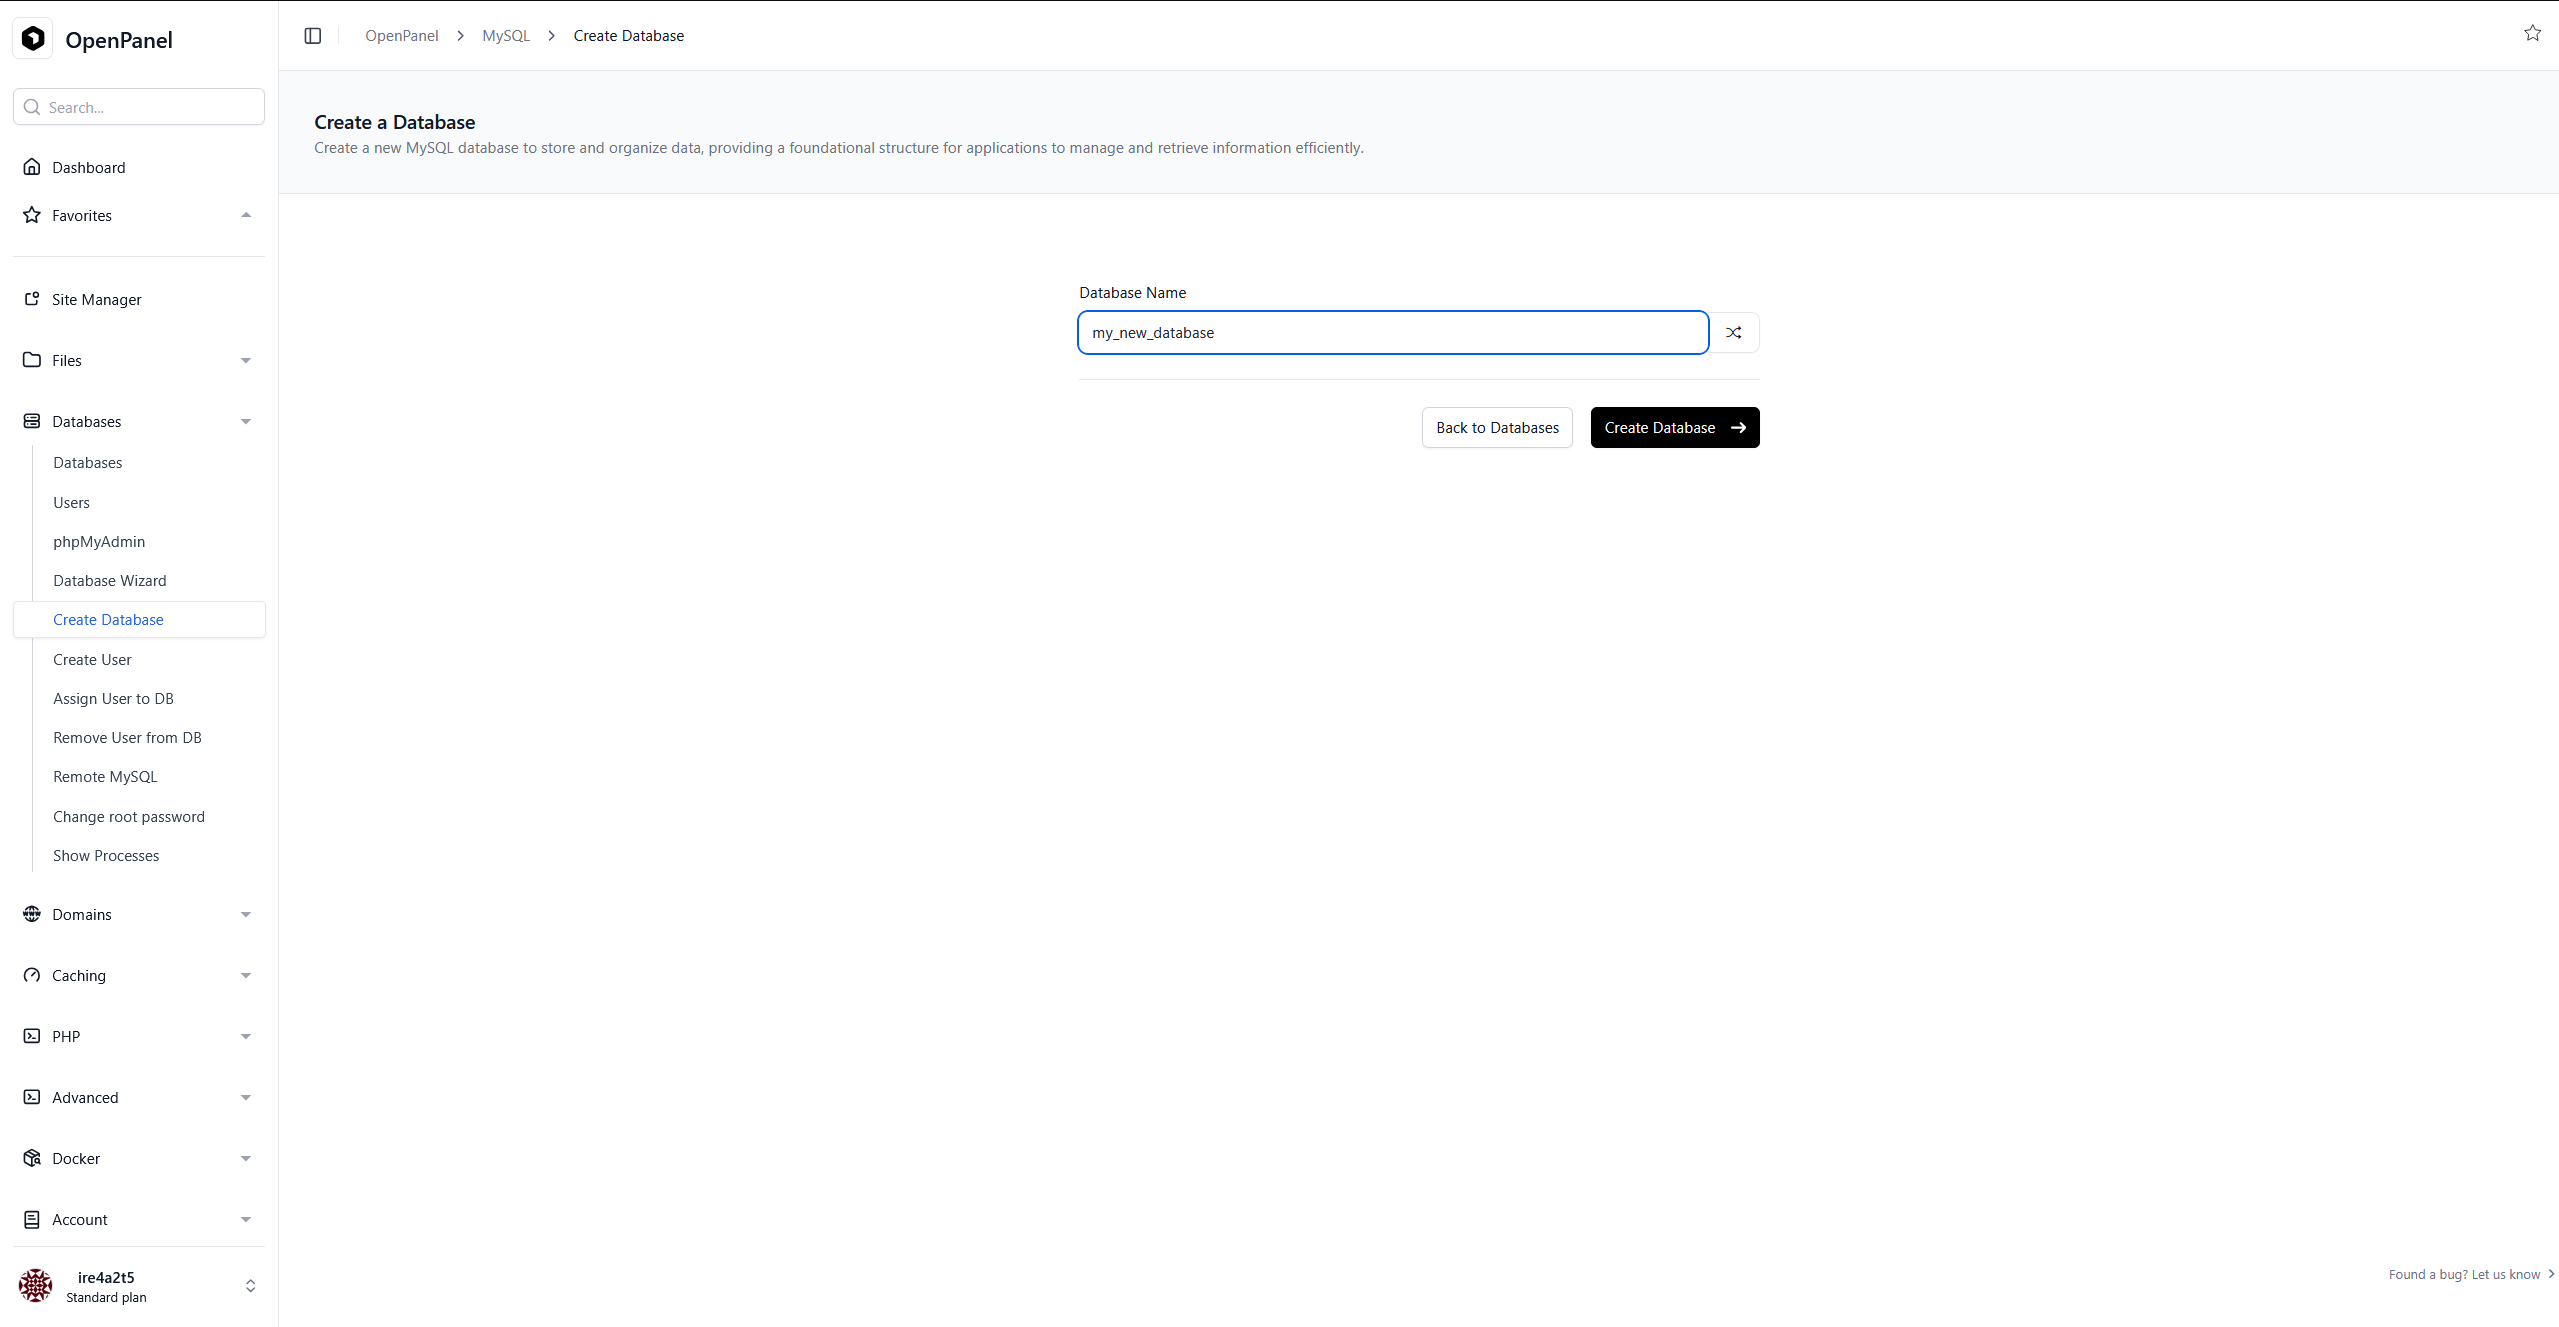 OpenPanel
Search...
Dashboard
Favorites
Site Manager
Files
Databases
Databases
Users
phpMyAdmin
Database Wizard
Create Database
Create User
Assign User to DB
Remove User from DB
Remote MySQL
Change root password
Show Processes
Domains
Caching
PHP
Advanced
Docker
Account
ire4a2t5
Standard plan
OpenPanel > MySQL > Create Database
Create a Database
Create a new MySQL database to store and organize data, providing a foundational structure for applications to manage and retrieve information efficiently.
Database Name
my_new_database
Back to Databases
Create Database
Found a bug? Let us know